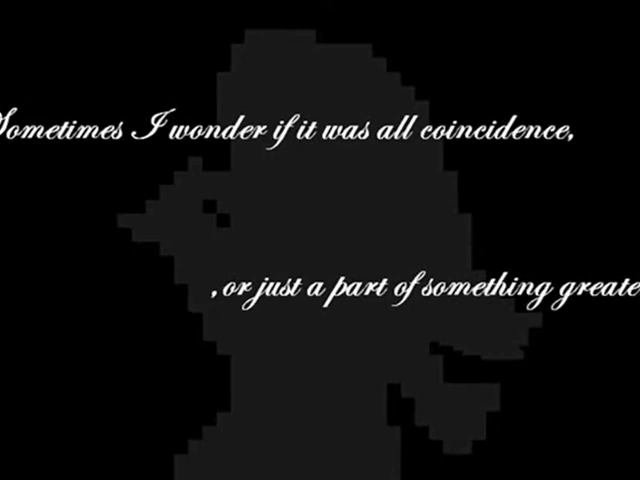 Sometimes I wonder if it was all coincidence,
,or just a part of something greate